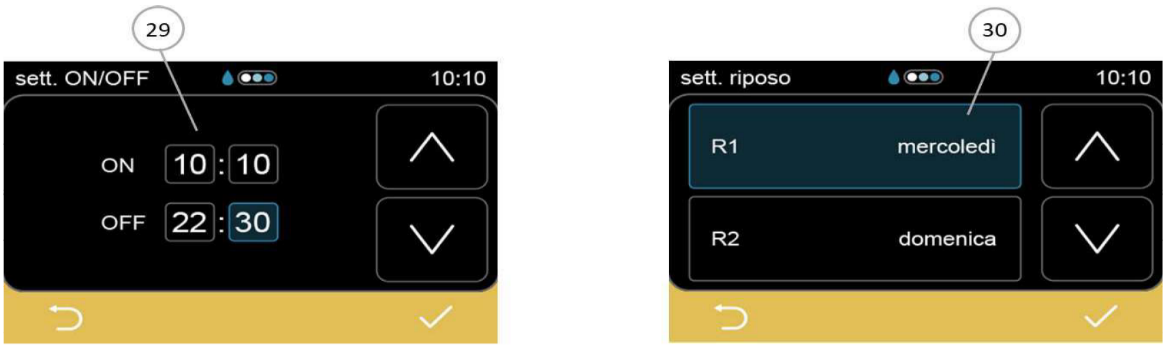 29
sett. ON/OFF 10:10
ON 10:10
OFF 22:30
30
sett. riposo 10:10
R1 mercoledì
R2 domenica